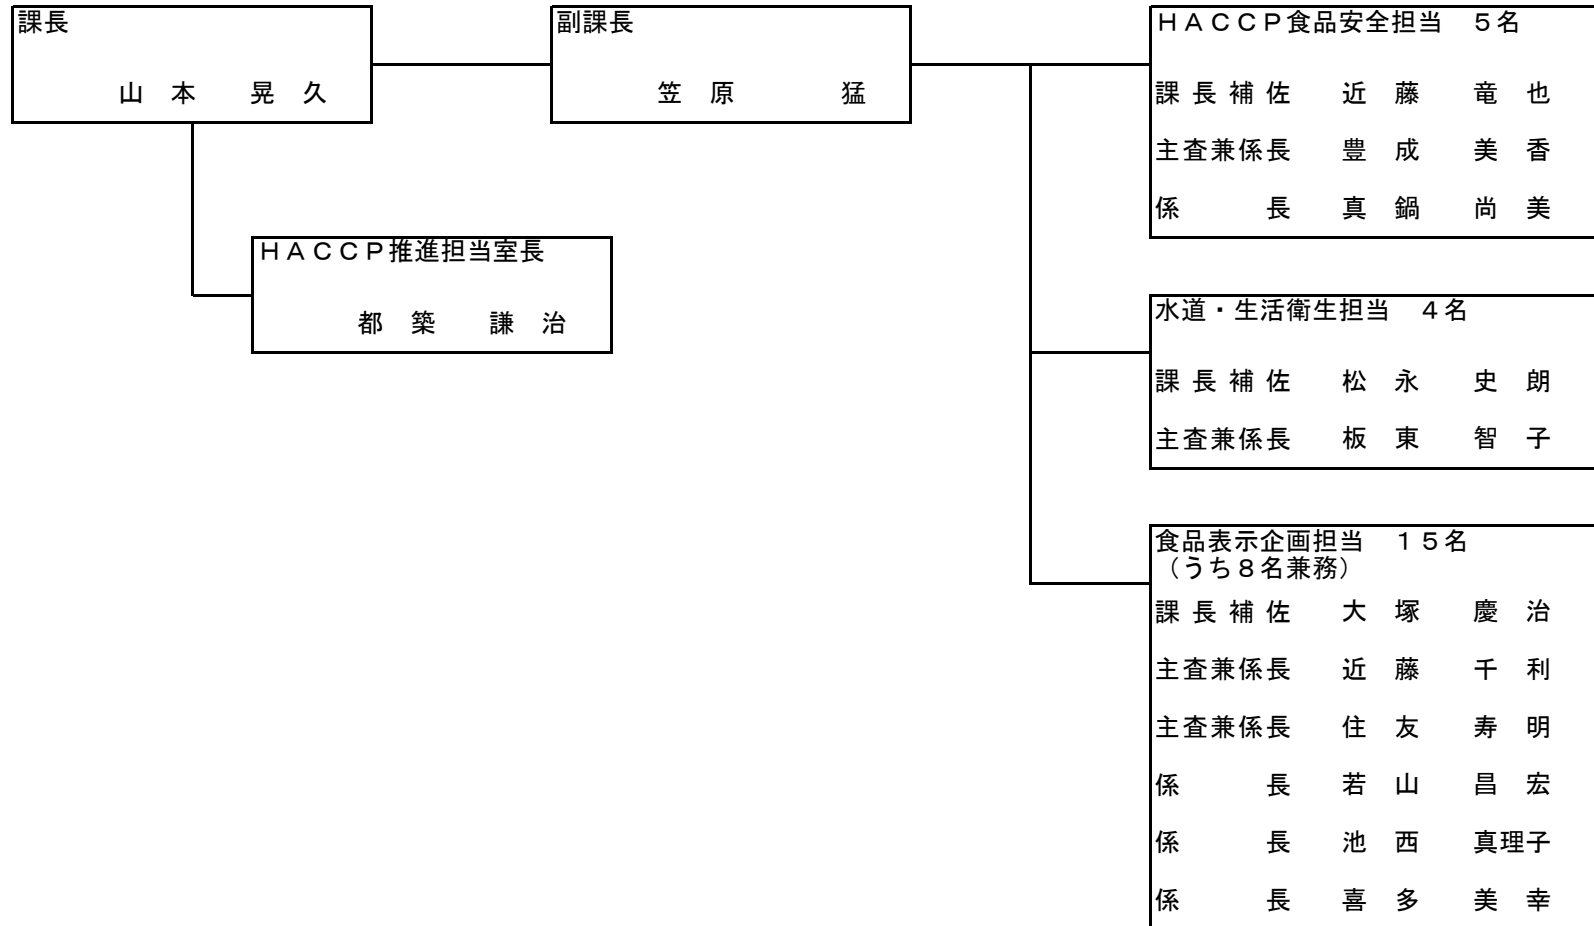 課長
山本　晃久
副課長
笠原　猛
ＨＡＣＣＰ推進担当室長
都築　謙治
ＨＡＣＣＰ食品安全担当　５名
課長補佐　近藤　竜也
主査兼係長　豊成　美香
係長　真鍋　尚美
水道・生活衛生担当　４名
課長補佐　松永　史朗
主査兼係長　板東　智子
食品表示企画担当　１５名
（うち８名兼務）
課長補佐　大塚　慶治
主査兼係長　近藤　千利
主査兼係長　住友　寿明
係長　若山　昌宏
係長　池西　真理子
係長　喜多　美幸